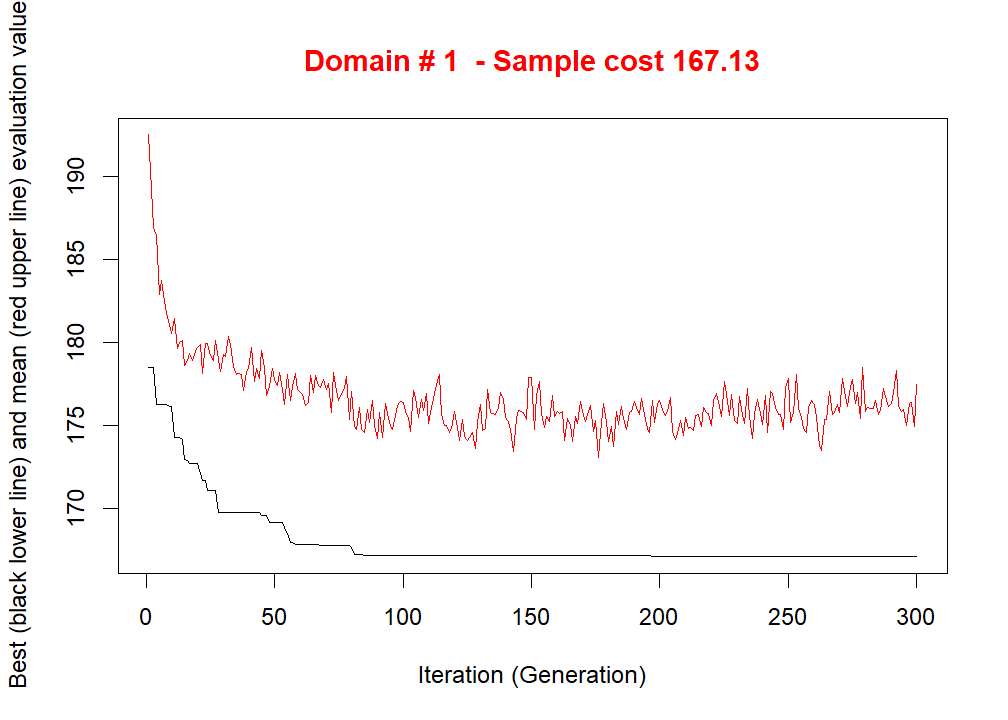 Domain # 1  - Sample cost 167.13
Best (black lower line) and mean (red upper line) evaluation value
190
185
180
175
170
0 50 100 150 200 250 300
Iteration (Generation)